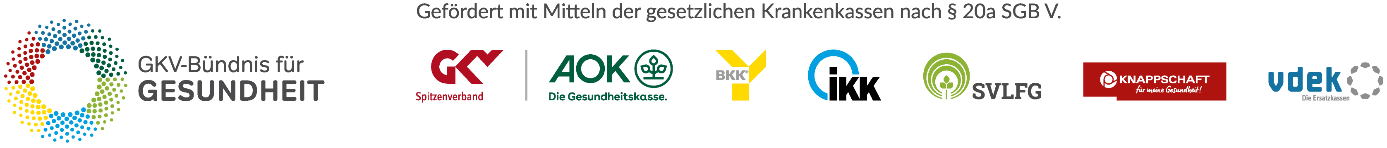 Gefördert mit Mitteln der gesetzlichen Krankenkassen nach § 20a SGB V.
GKV-Bündnis für
GESUNDHEIT
GKV
Spitzenverband
AOK
Die Gesundheitskasse.
BKK
IKK
SVLFG
KNAPPSCHAFT
für meine Gesundheit!
vdek
Die Ersatzkassen